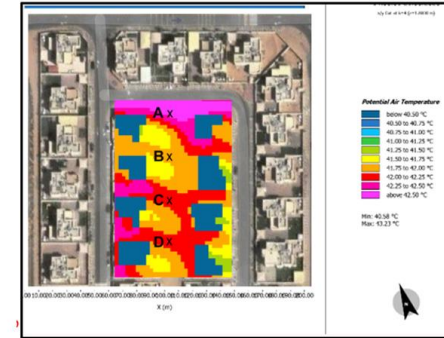 A x
B x
C x
D x
X (m)
Potential Air Temperature
below 40.50 °C
40.50 to 40.75 °C
40.75 to 41.00 °C
41.00 to 41.25 °C
41.25 to 41.50 °C
41.50 to 41.75 °C
41.75 to 42.00 °C
42.00 to 42.25 °C
42.25 to 42.50 °C
above 42.50 °C
Min: 40.58 °C
Max: 43.23 °C